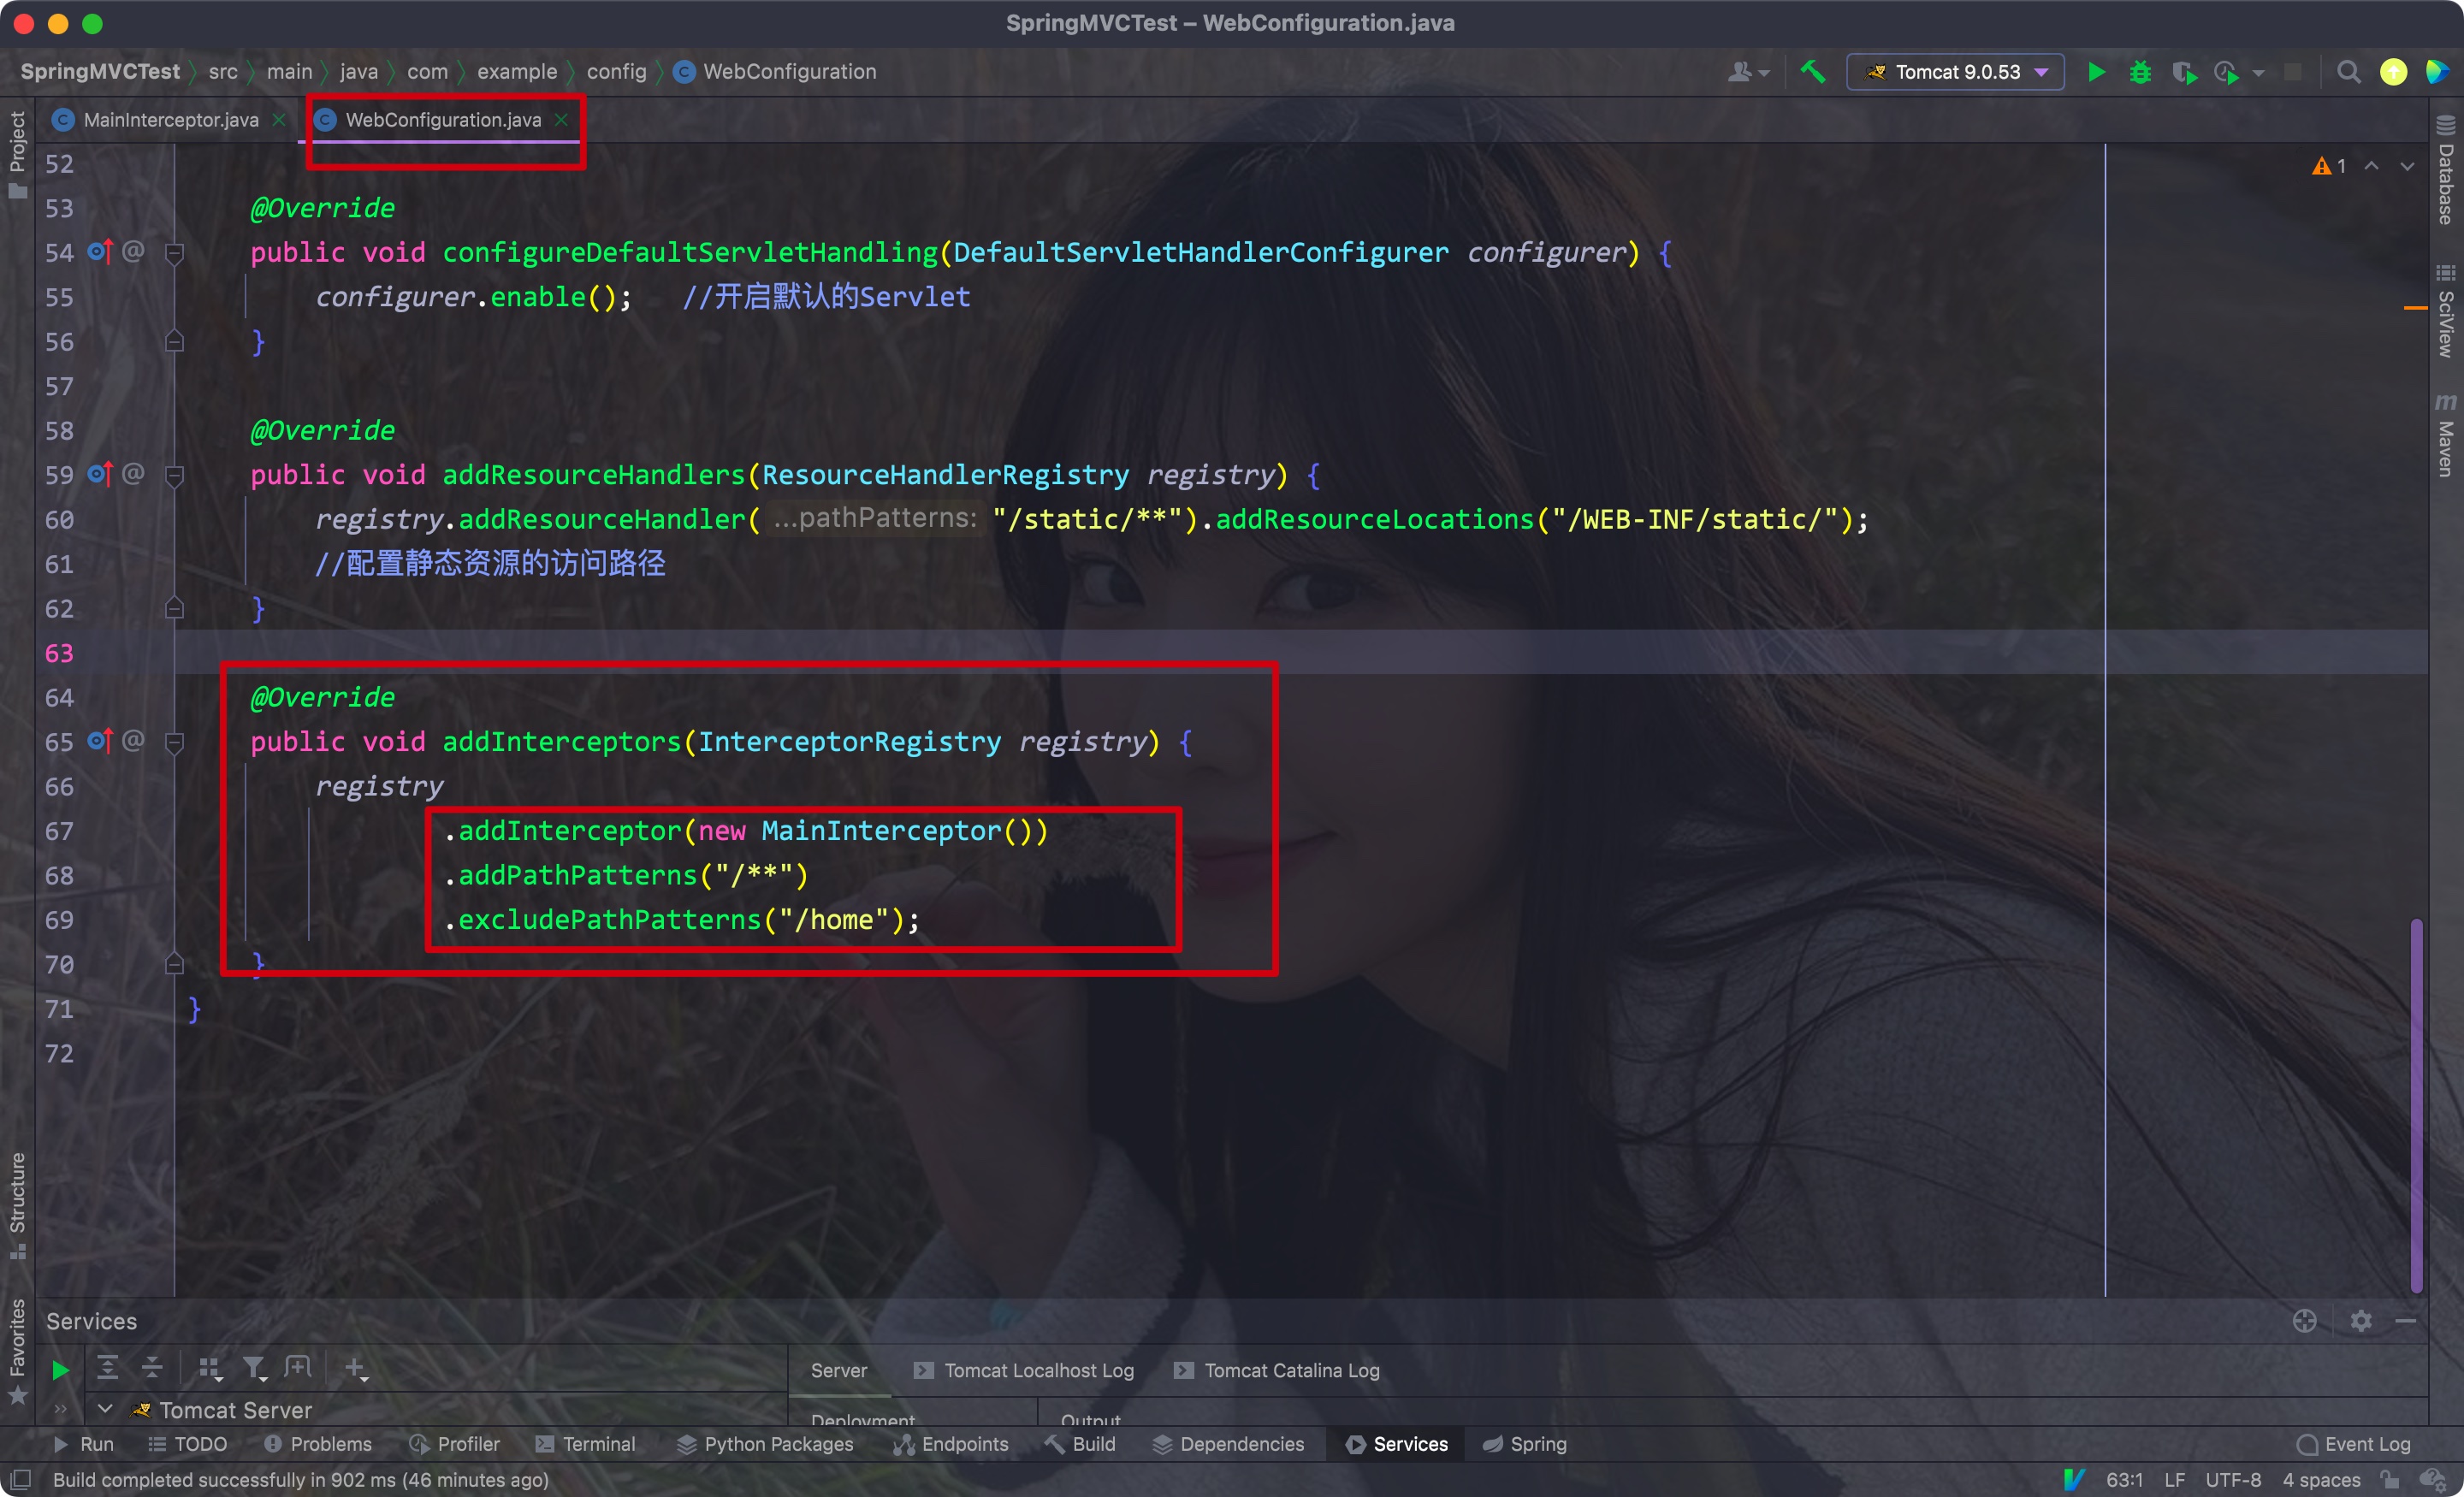 SpringMVCTest – WebConfiguration.java
SpringMVCTest src main java com example config WebConfiguration
Tomcat 9.0.53
MainInterceptor.java WebConfiguration.java
Project
Structure
Favorites
Database
SciView
Maven
1
52
53 @Override
54 public void configureDefaultServletHandling(DefaultServletHandlerConfigurer configurer) {
55 configurer.enable(); //开启默认的Servlet
56 }
57
58 @Override
59 public void addResourceHandlers(ResourceHandlerRegistry registry) {
60 registry.addResourceHandler( ...pathPatterns: "/static/**").addResourceLocations("/WEB-INF/static/");
61 //配置静态资源的访问路径
62 }
63
64 @Override
65 public void addInterceptors(InterceptorRegistry registry) {
66 registry
67 .addInterceptor(new MainInterceptor())
68 .addPathPatterns("/**")
69 .excludePathPatterns("/home");
70 }
71 }
72
Services
Server Tomcat Localhost Log Tomcat Catalina Log
Tomcat Server
Deployment Output
Run TODO Problems Profiler Terminal Python Packages Endpoints Build Dependencies Services Spring Event Log
Build completed successfully in 902 ms (46 minutes ago) 63:1 LF UTF-8 4 spaces